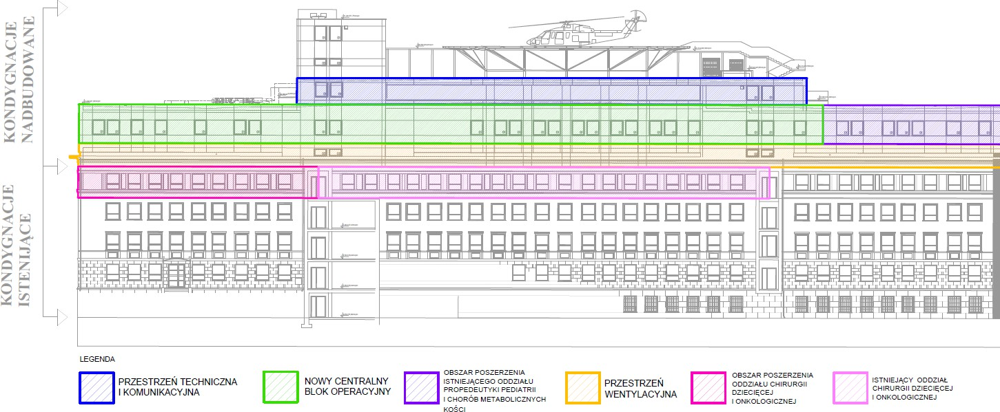 KONDYGNACJE
NADBUDOWANE
KONDYGNACJE
ISTENIJĄCE
LEGENDA
PRZESTRZEŃ TECHNICZNA
I KOMUNIKACYJNA
NOWY CENTRALNY
BLOK OPERACYJNY
OBSZAR POSZERZENIA
ISTNIEJĄCEGO ODDZIAŁU
PROPEDEUTYKI PEDIATRII
I CHORÓB METABOLICZNYCH
KOŚCI
PRZESTRZEŃ
WENTYLACYJNA
OBSZAR POSZERZENIA
ODDZIAŁU CHIRURGII
DZIECIĘCEJ
I ONKOLOGICZNEJ
ISTNIEJĄCY ODDZIAŁ
CHIRURGII DZIECIĘCEJ
I ONKOLOGICZNEJ